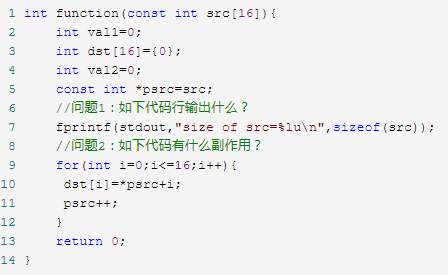 1 int function(const int src[16]){
2     int val1=0;
3     int dst[16]={0};
4     int val2=0;
5     const int *psrc=src;
6     //问题1：如下代码行输出什么？
7     fprintf(stdout,"size of src=%lu\n",sizeof(src));
8     //问题2：如下代码有什么副作用？
9     for(int i=0;i<=16;i++){
10      dst[i]=*psrc+i;
11      psrc++;
12     }
13     return 0;
14 }